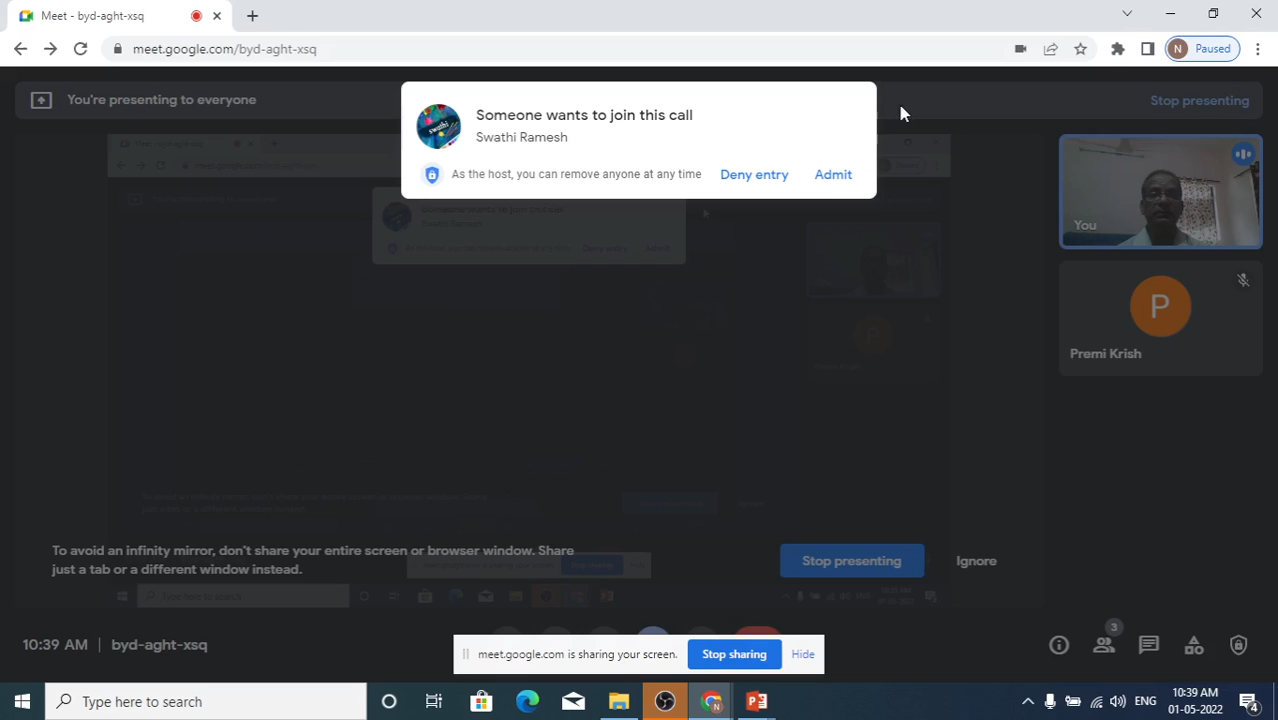 Meet - byd-aght-xsq
meet.google.com/byd-aght-xsq
N Paused
You're presenting to everyone
Stop presenting
Someone wants to join this call
Swathi Ramesh
As the host, you can remove anyone at any time
Deny entry
Admit
You
P
Premi Krish
To avoid an infinity mirror, don't share your entire screen or browser window. Share
just a tab or a different window instead.
Stop presenting
Ignore
10:39 AM | byd-aght-xsq
3
meet.google.com is sharing your screen.
Stop sharing
Hide
Type here to search
ENG
10:39 AM
01-05-2022
4